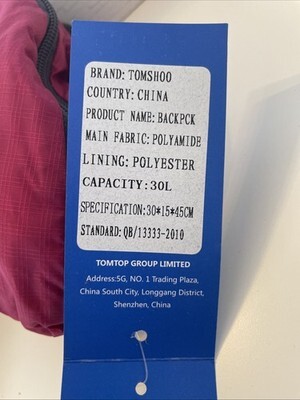 BRAND: TOMSHOO
COUNTRY: CHINA
PRODUCT NAME: BACKPCK
MAIN FABRIC: POLYAMIDE
LINING: POLYESTER
CAPACITY: 30L
SPECIFICATION:30*15*45CM
STANDARD:QB/13333-2010
TOMTOP GROUP LIMITED
Address:5G, NO. 1 Trading Plaza,
China South City, Longgang District,
Shenzhen, China